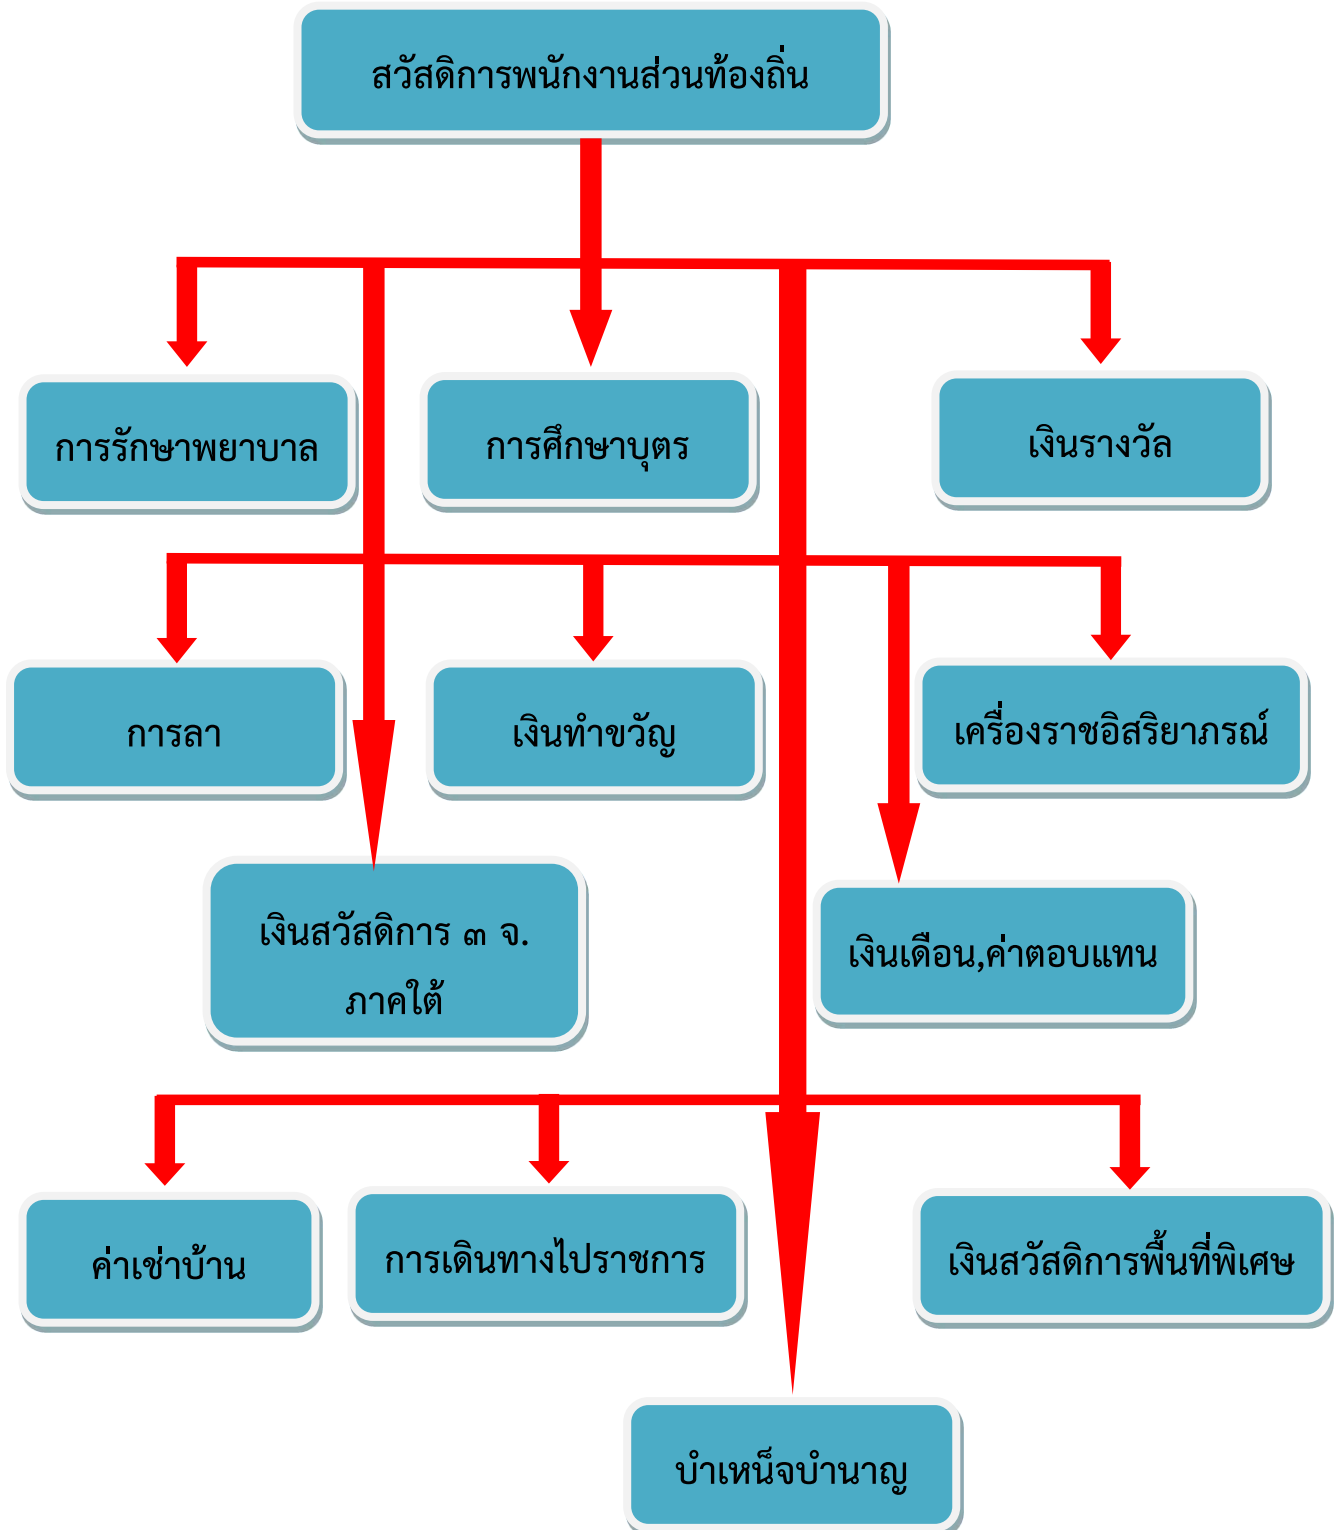 สวัสดิการพนักงานส่วนท้องถิ่น
การรักษาพยาบาล
การศึกษาบุตร
เงินรางวัล
การลา
เงินทำขวัญ
เครื่องราชอิสริยาภรณ์
เงินสวัสดิการ ๓ จ.
ภาคใต้
เงินเดือน,ค่าตอบแทน
ค่าเช่าบ้าน
การเดินทางไปราชการ
เงินสวัสดิการพื้นที่พิเศษ
บำเหน็จบำนาญ